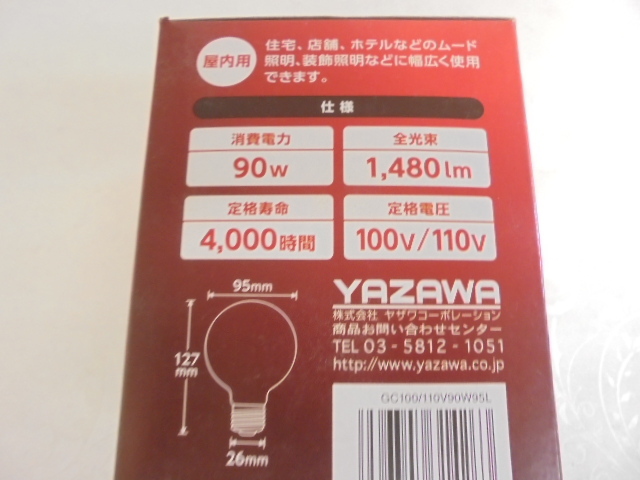 屋内用
住宅、店舗、ホテルなどのムード
照明、装飾照明などに幅広く使用
できます。
仕様
消費電力
90W
全光束
1,480lm
定格寿命
4,000時間
定格電圧
100V/110V
95mm
127
mm
26mm
YAZAWA
株式会社 ヤザワコーポレーション
商品お問い合わせセンター
TEL 03-5812-1051
http://www.yazawa.co.jp
GC100/110V90W95L